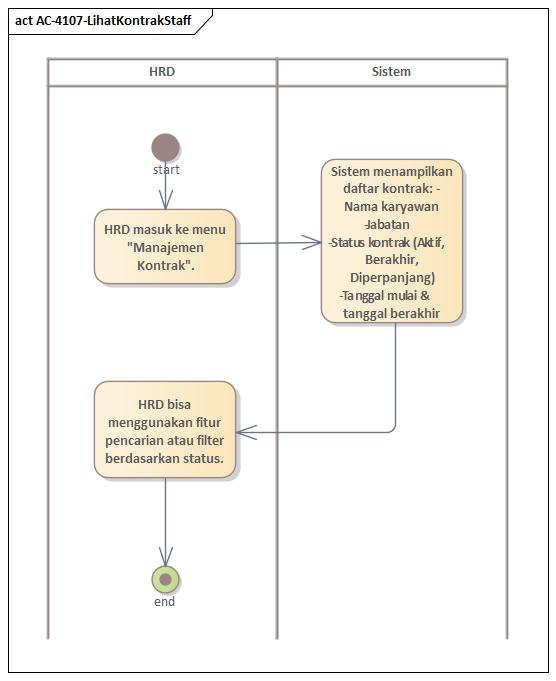 act AC-4107-LihatKontrakStaff
HRD
Sistem
start
HRD masuk ke menu
"Manajemen
Kontrak".
Sistem menampilkan
daftar kontrak: -
Nama karyawan
-Jabatan
-Status kontrak (Aktif,
Berakhir,
Diperpanjang)
-Tanggal mulai &
tanggal berakhir
HRD bisa
menggunakan fitur
pencarian atau filter
berdasarkan status.
end